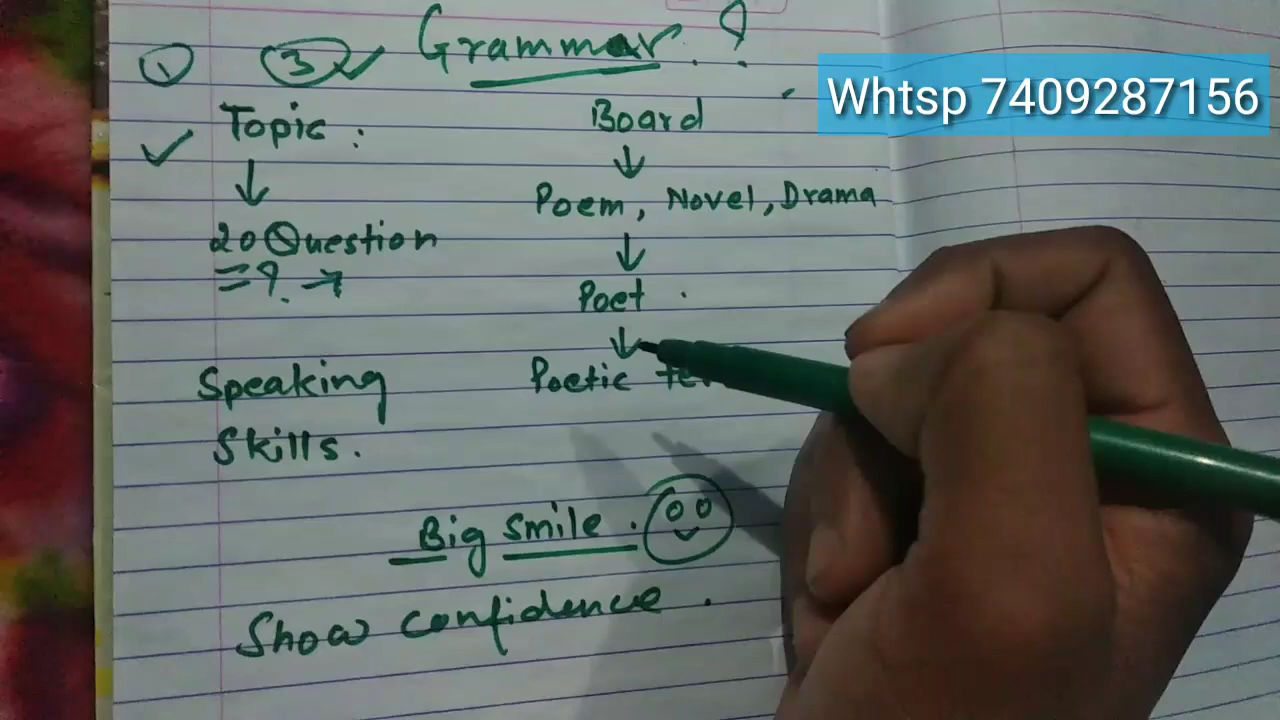 Grammar. ?
1 3
Whtsp 7409287156
Topic :
20 Question
= ?.
Board
Poem, Novel, Drama
Poet .
Poetic
Speaking
Skills.
Big smile.
Show confidence .